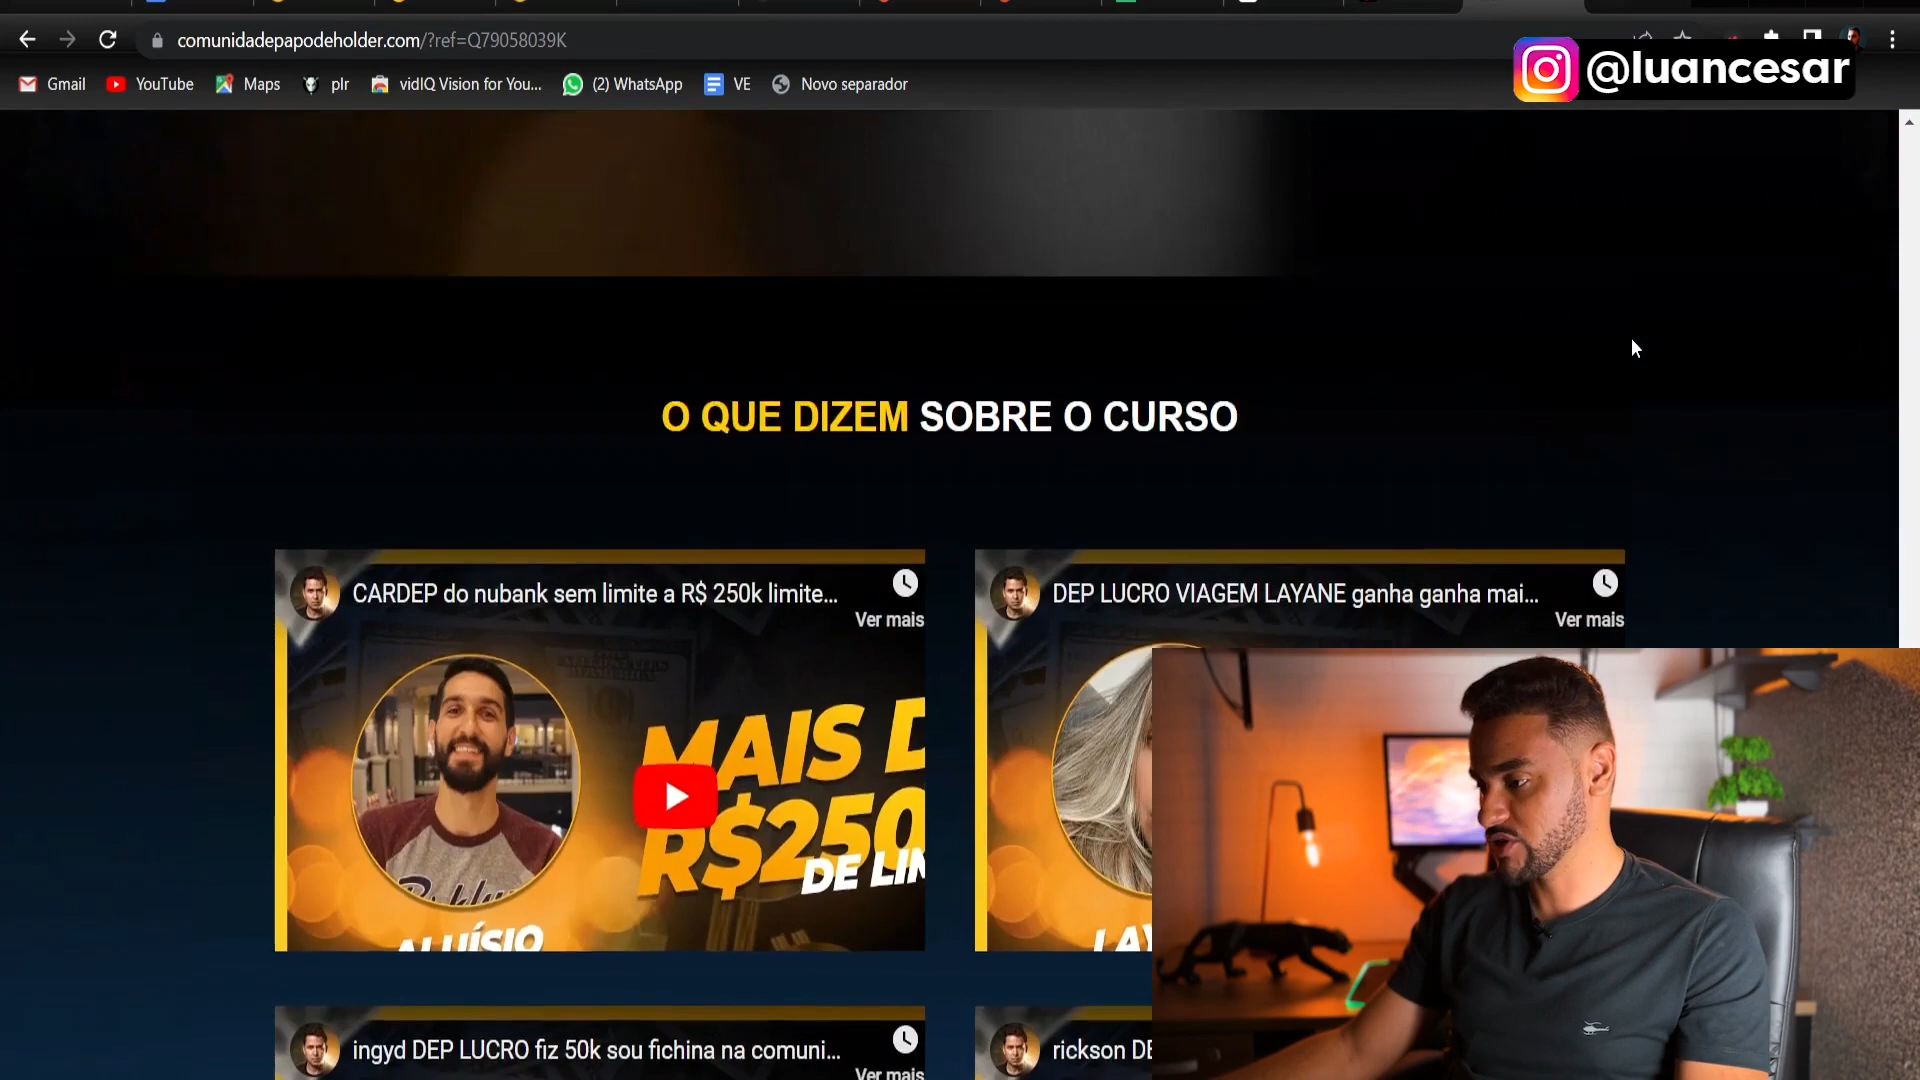 comunidadepapodeholder.com/?ref=Q79058039K
@luancesar
Gmail
YouTube
Maps
plr
vidIQ Vision for You...
(2) WhatsApp
VE
Novo separador
O QUE DIZEM SOBRE O CURSO
CARDEP do nubank sem limite a R$ 250k limite...
Ver mais
MAIS D
R$250
DE LIM
ALUÍSIO
DEP LUCRO VIAGEM LAYANE ganha ganha mai...
Ver mais
LAY
ingyd DEP LUCRO fiz 50k sou fichina na comuni...
Ver mais
rickson DE